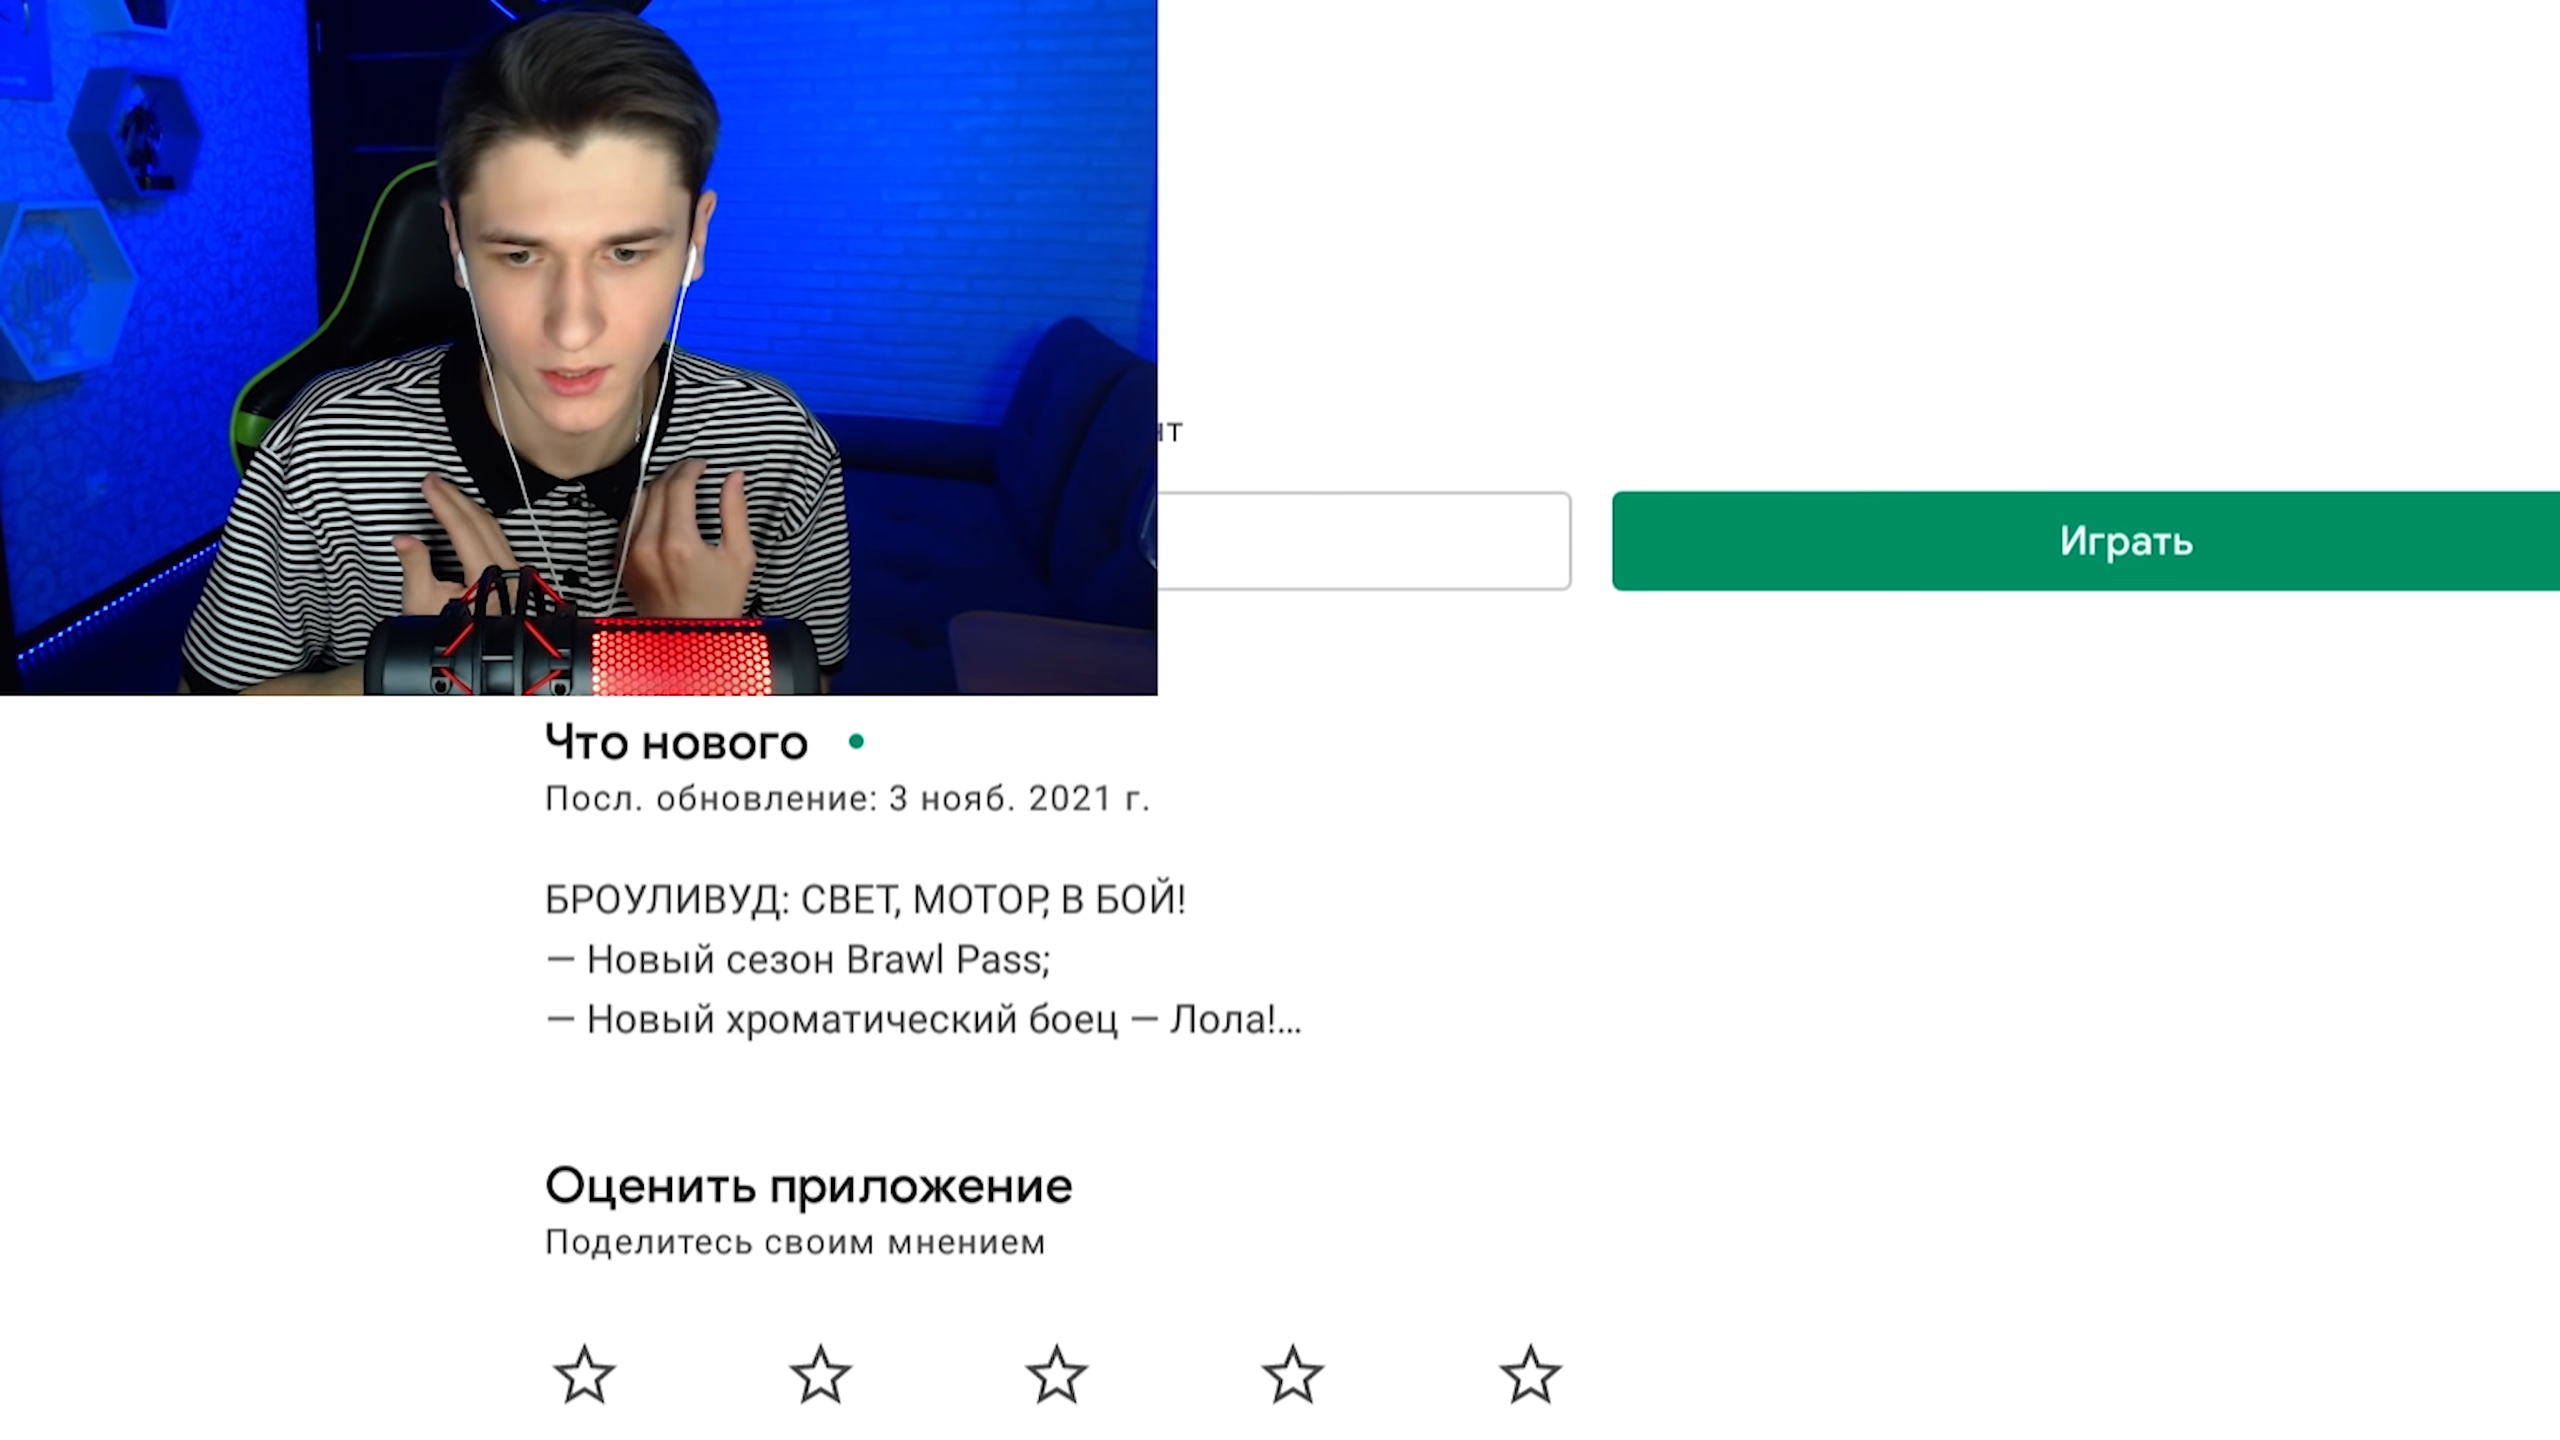 Играть
Что нового
Посл. обновление: 3 нояб. 2021 г.
БРОУЛИВУД: СВЕТ, МОТОР, В БОЙ!
— Новый сезон Brawl Pass;
— Новый хроматический боец — Лола!...
Оценить приложение
Поделитесь своим мнением